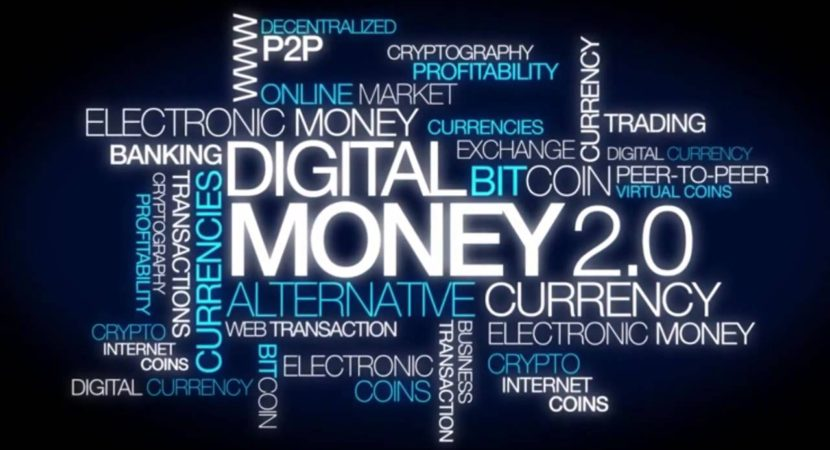 WWW
DECENTRALIZED
P2P
CRYPTOGRAPHY
PROFITABILITY
ONLINE MARKET
CURRENCY
ELECTRONIC MONEY
CURRENCIES
TRADING
BANKING
DIGITAL
EXCHANGE
DIGITAL CURRENCY
BITCOIN
PEER-TO-PEER
VIRTUAL COINS
PROFITABILITY
CRYPTOGRAPHY
TRANSACTIONS
CURRENCIES
MONEY 2.0
ALTERNATIVE CURRENCY
CRYPTO
INTERNET
COINS
WEB TRANSACTION
BUSINESS
TRANSACTION
ELECTRONIC MONEY
DIGITAL CURRENCY
BITCOIN
ELECTRONIC
COINS
CRYPTO
INTERNET
COINS